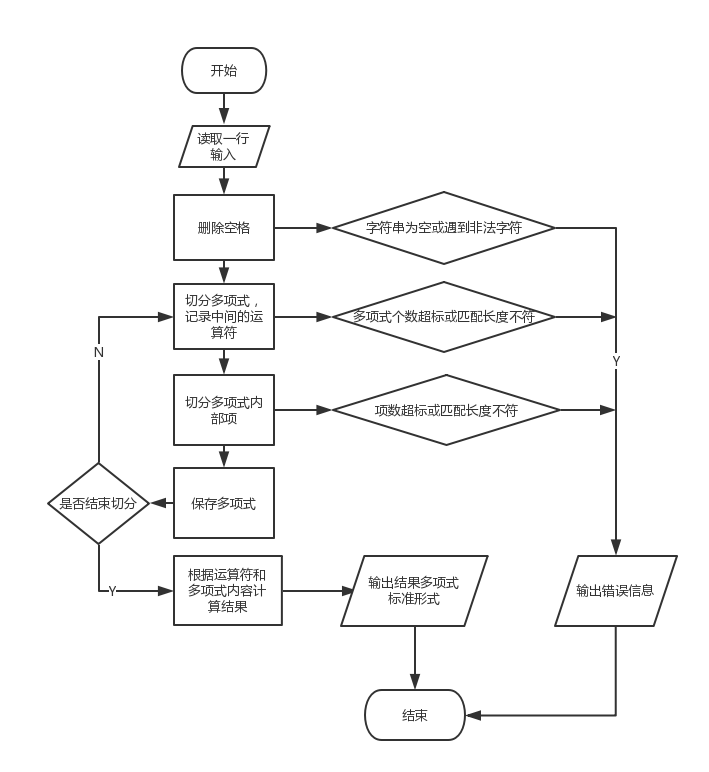 开始
读取一行
输入
删除空格
字符串为空或遇到非法字符
切分多项式，
记录中间的运
算符
多项式个数超标或匹配长度不符
N
Y
切分多项式内
部项
项数超标或匹配长度不符
是否结束切分
保存多项式
Y
根据运算符和
多项式内容计
算结果
输出结果多项式
标准形式
输出错误信息
结束